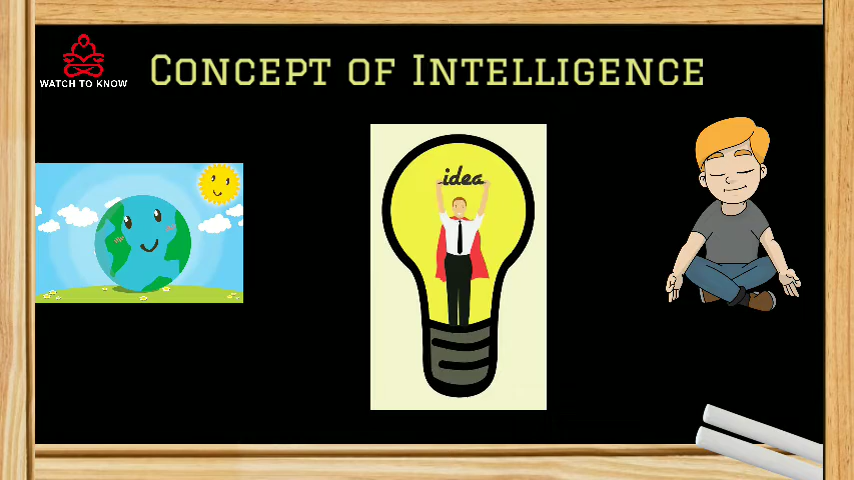 CONCEPT OF INTELLIGENCE
WATCH TO KNOW
idea